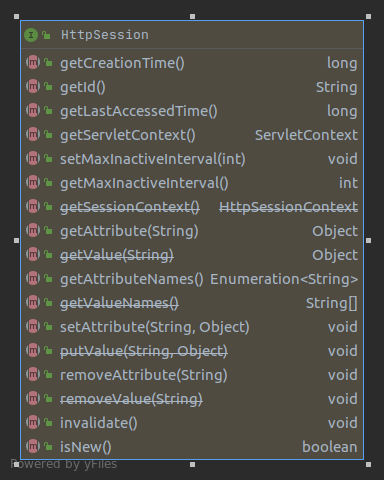 HttpSession
getCreationTime() long
getId() String
getLastAccessedTime() long
getServletContext() ServletContext
setMaxInactiveInterval(int) void
getMaxInactiveInterval() int
getSessionContext() HttpSessionContext
getAttribute(String) Object
getValue(String) Object
getAttributeNames() Enumeration<String>
getValueNames() String[]
setAttribute(String, Object) void
putValue(String, Object) void
removeAttribute(String) void
removeValue(String) void
invalidate() void
isNew() boolean
Powered by yFiles